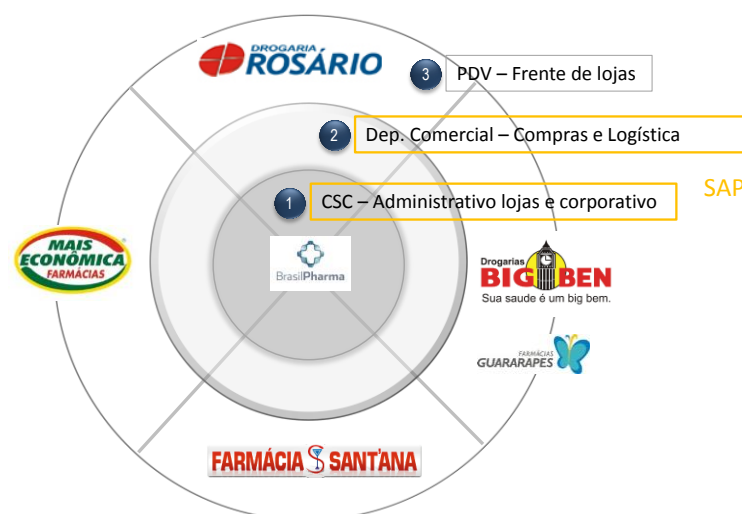 DROGARIA
ROSÁRIO
3 PDV – Frente de lojas
2 Dep. Comercial – Compras e Logística
SAP
1 CSC – Administrativo lojas e corporativo
MAIS
ECONÔMICA
FARMÁCIAS
BrasilPharma
Drogarias
BIG BEN
Sua saude é um big bem.
FARMÁCIAS
GUARARAPES
FARMÁCIA SANT'ANA